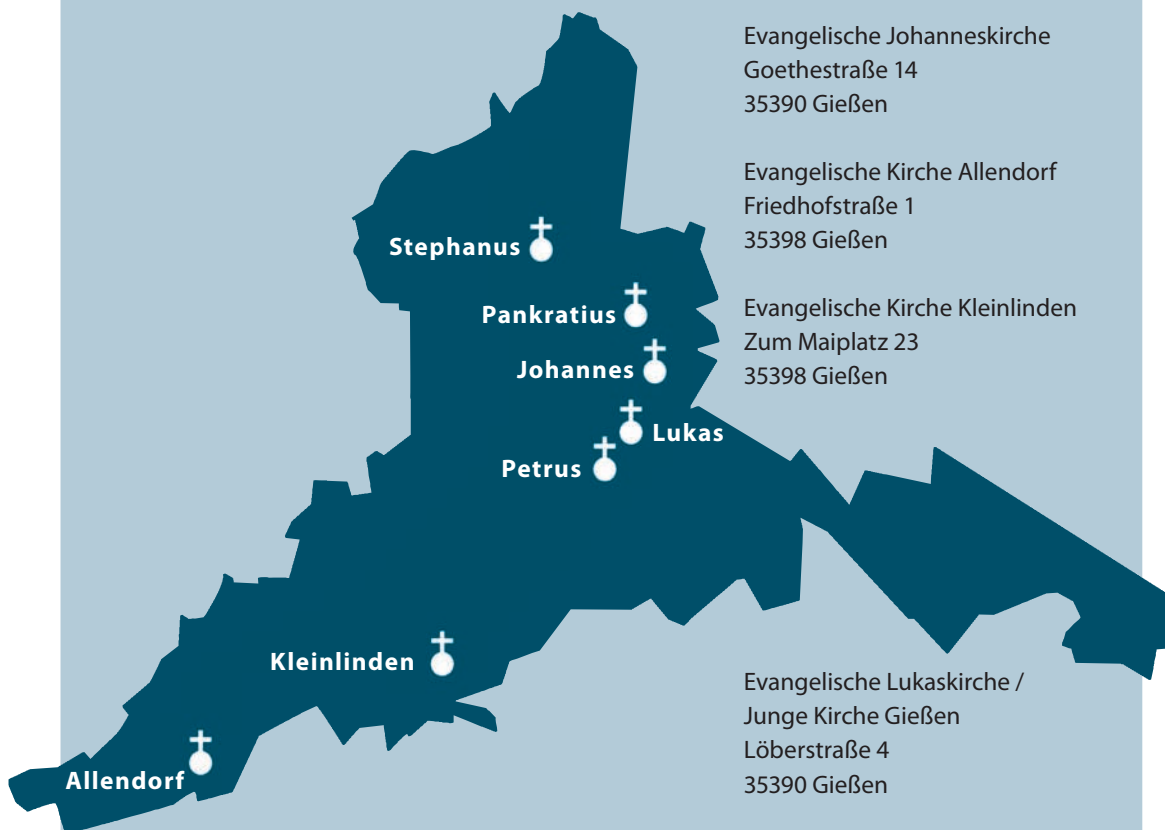 Evangelische Johanneskirche
Goethestraße 14
35390 Gießen
Evangelische Kirche Allendorf
Friedhofstraße 1
35398 Gießen
Evangelische Kirche Kleinlinden
Zum Maiplatz 23
35398 Gießen
Stephanus
Pankratius
Johannes
Lukas
Petrus
Kleinlinden
Allendorf
Evangelische Lukaskirche /
Junge Kirche Gießen
Löberstraße 4
35390 Gießen